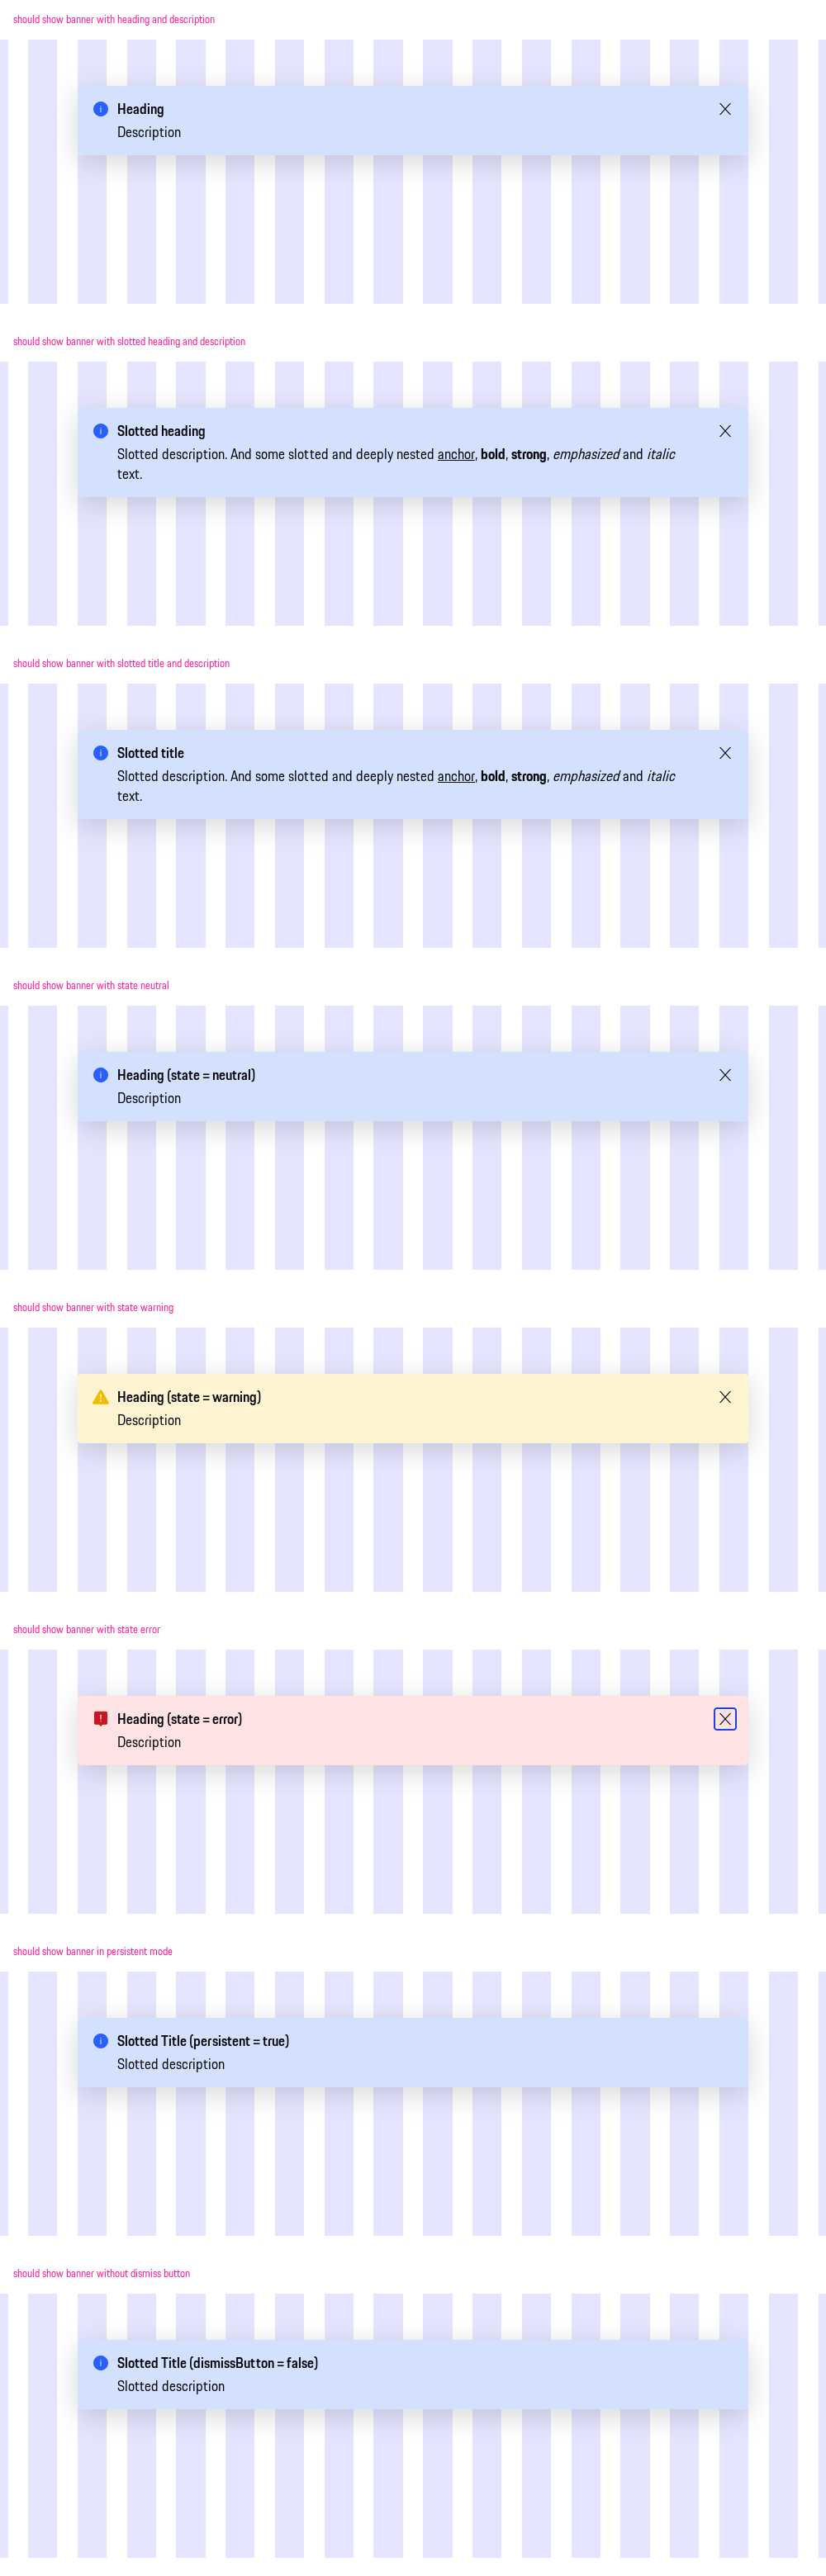 should show banner with heading and description
Heading
Description
should show banner with slotted heading and description
Slotted heading
Slotted description. And some slotted and deeply nested anchor, bold, strong, emphasized and italic
text.
should show banner with slotted title and description
Slotted title
Slotted description. And some slotted and deeply nested anchor, bold, strong, emphasized and italic
text.
should show banner with state neutral
Heading (state = neutral)
Description
should show banner with state warning
Heading (state = warning)
Description
should show banner with state error
Heading (state = error)
Description
should show banner in persistent mode
Slotted Title (persistent = true)
Slotted description
should show banner without dismiss button
Slotted Title (dismissButton = false)
Slotted description